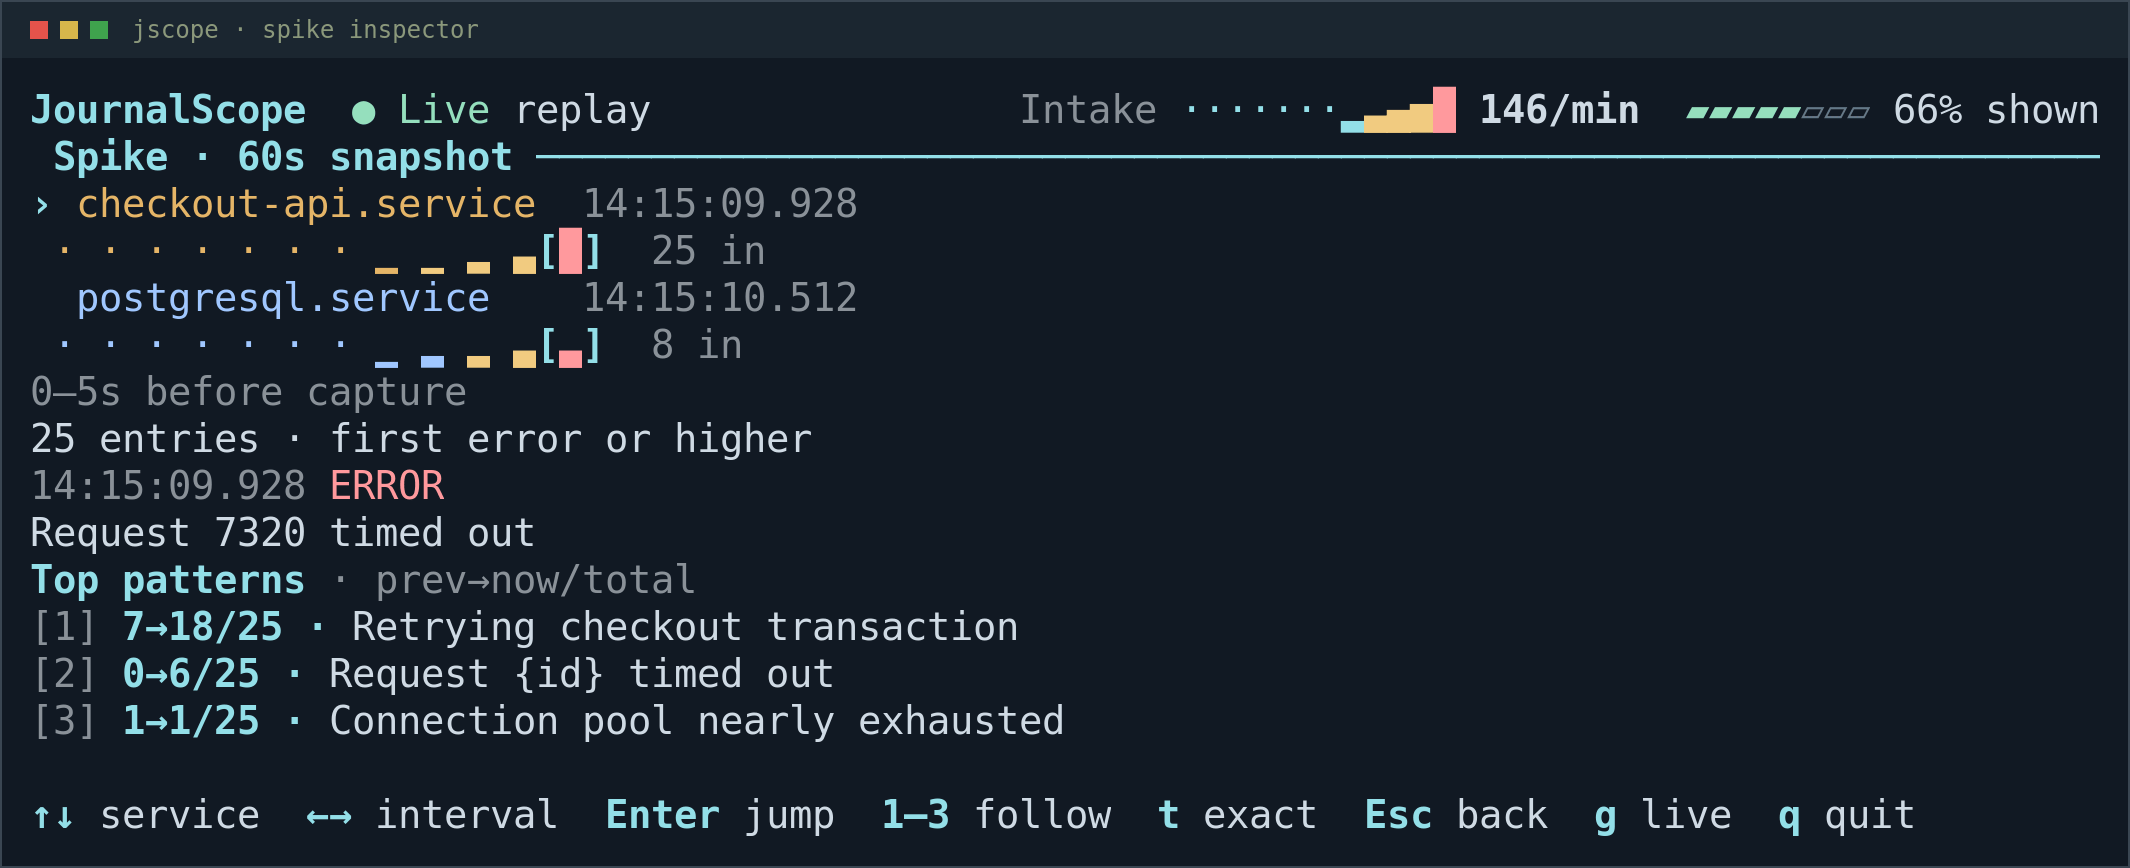 jscope · spike inspector
JournalScope ● Live replay Intake ·······▂▃▄▅█ 146/min ▰▰▰▰▰▱▱▱ 66% shown
Spike · 60s snapshot ────────────────────
› checkout-api.service 14:15:09.928
· · · · · · · ▁ ▁ ▂ ▃[█] 25 in
postgresql.service 14:15:10.512
· · · · · · · ▁ ▂ ▂ ▃[▃] 8 in
0–5s before capture
25 entries · first error or higher
14:15:09.928 ERROR
Request 7320 timed out
Top patterns · prev→now/total
[1] 7→18/25 · Retrying checkout transaction
[2] 0→6/25 · Request {id} timed out
[3] 1→1/25 · Connection pool nearly exhausted
↑↓ service ←→ interval Enter jump 1–3 follow t exact Esc back g live q quit